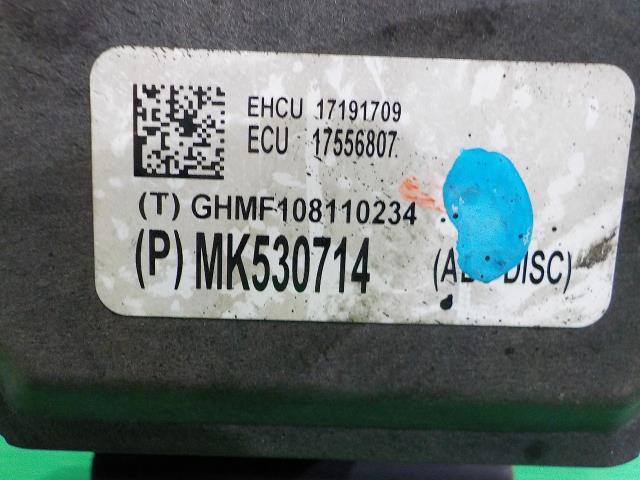 EHCU 17191709
ECU 17556807
(T) GHMF108110234
(P) MK530714 DISC)